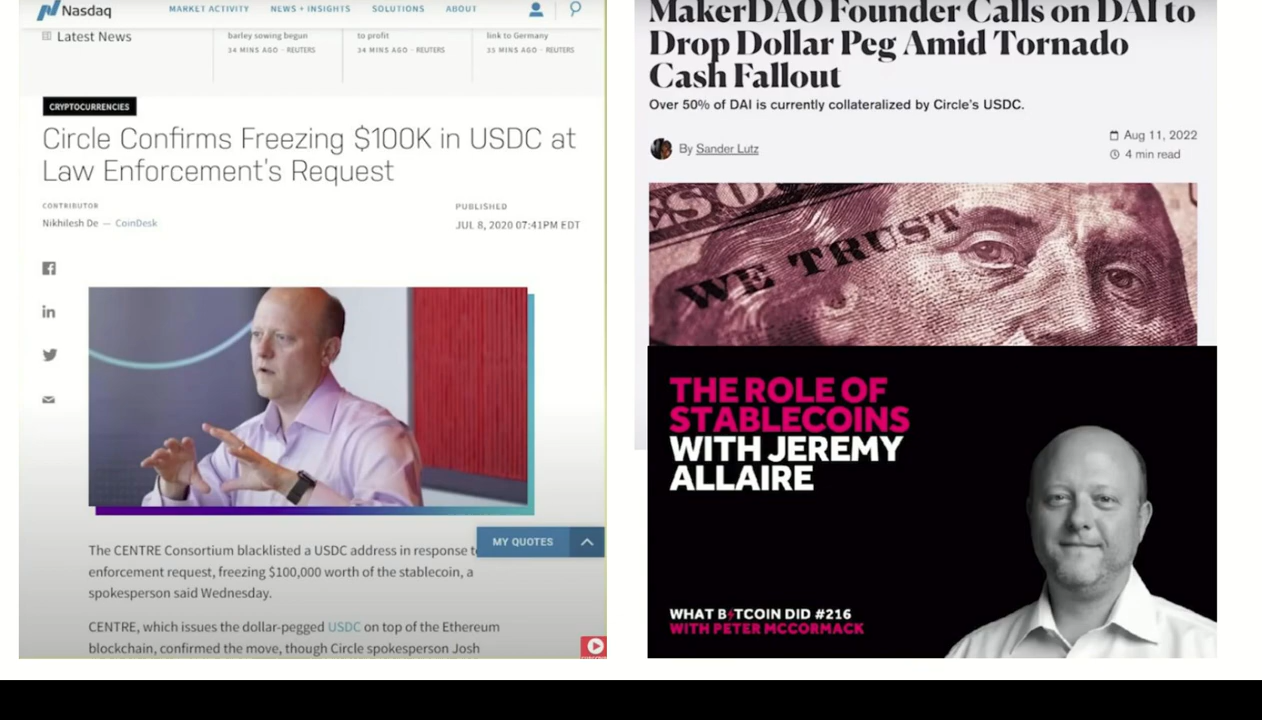 Nasdaq
MARKET ACTIVITY NEWS + INSIGHTS SOLUTIONS ABOUT
Latest News
barley sowing begun
34 MINS AGO - REUTERS
to profit
34 MINS AGO - REUTERS
link to Germany
35 MINS AGO - REUTERS
CRYPTOCURRENCIES
Circle Confirms Freezing $100K in USDC at
Law Enforcement's Request
CONTRIBUTOR
Nikhilesh De — CoinDesk
PUBLISHED
JUL 8, 2020 07:41PM EDT
The CENTRE Consortium blacklisted a USDC address in response t
enforcement request, freezing $100,000 worth of the stablecoin, a
spokesperson said Wednesday.
CENTRE, which issues the dollar-pegged USDC on top of the Ethereum
blockchain, confirmed the move, though Circle spokesperson Josh
MY QUOTES
MakerDAO Founder Calls on DAI to
Drop Dollar Peg Amid Tornado
Cash Fallout
Over 50% of DAI is currently collateralized by Circle's USDC.
By Sander Lutz
Aug 11, 2022
4 min read
WE TRUST
THE ROLE OF
STABLECOINS
WITH JEREMY
ALLAIRE
WHAT B TCOIN DID #216
WITH PETER MCCORMACK